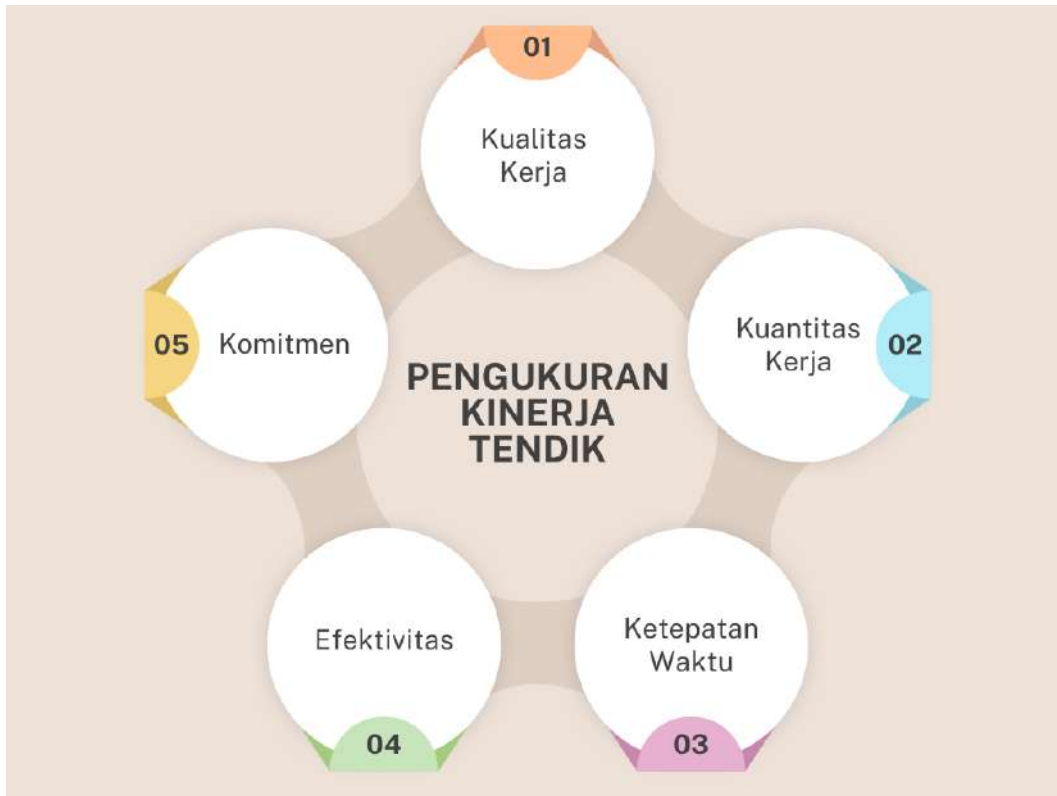 01
Kualitas
Kerja
Kuantitas
Kerja
02
Ketepatan
Waktu
03
Efektivitas
04
05
Komitmen
PENGUKURAN
KINERJA
TENDIK